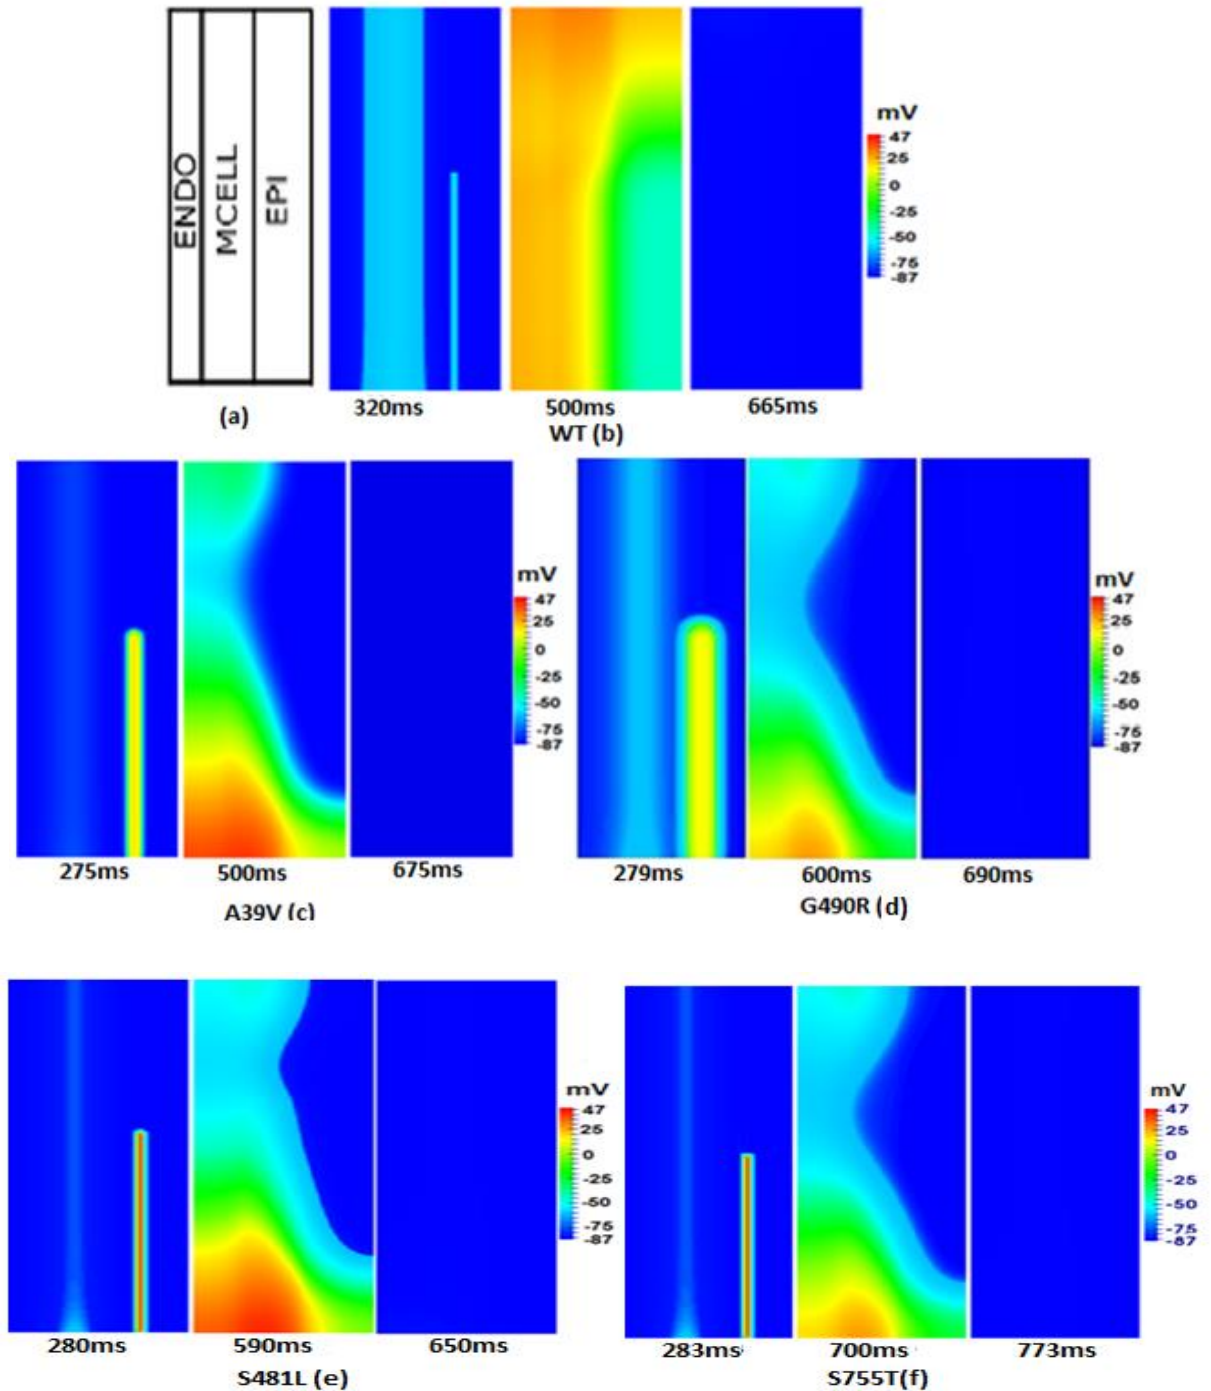 ENDO
MCELL
EPI
(a)
320ms
500ms
665ms
WT (b)
mV
47
25
0
-25
-50
-75
-87
275ms
500ms
675ms
A39V (c)
mV
47
25
0
-25
-50
-75
-87
279ms
600ms
690ms
G490R (d)
mV
47
25
0
-25
-50
-75
-87
280ms
590ms
650ms
S481L (e)
mV
47
25
0
-25
-50
-75
-87
283ms
700ms
773ms
S755T(f)
mV
47
25
0
-25
-50
-75
-87